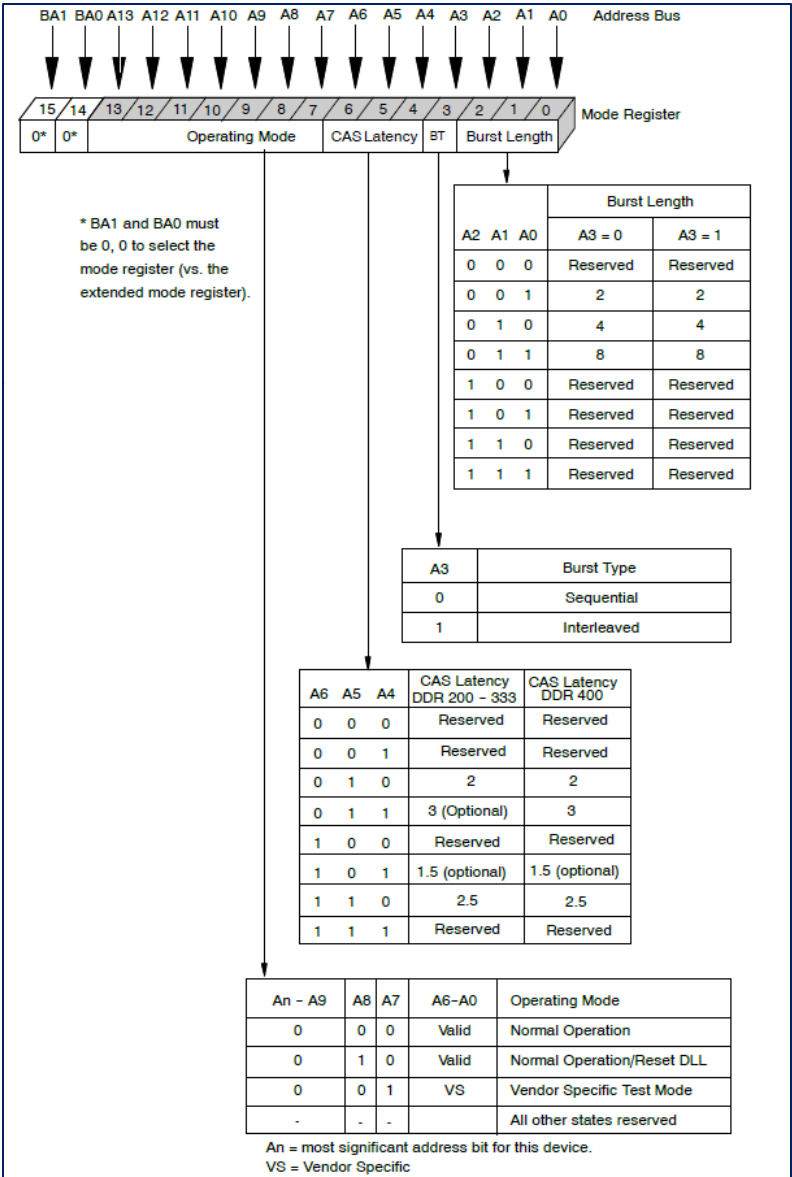 BA1 BA0 A13 A12 A11 A10 A9 A8 A7 A6 A5 A4 A3 A2 A1 A0 Address Bus
15 14 13 12 11 10 9 8 7 6 5 4 3 2 1 0 Mode Register
0* 0* Operating Mode CAS Latency BT Burst Length
* BA1 and BA0 must
be 0, 0 to select the
mode register (vs. the
extended mode register).
Burst Length
A2 A1 A0 A3 = 0 A3 = 1
0 0 0 Reserved Reserved
0 0 1 2 2
0 1 0 4 4
0 1 1 8 8
1 0 0 Reserved Reserved
1 0 1 Reserved Reserved
1 1 0 Reserved Reserved
1 1 1 Reserved Reserved
A3 Burst Type
0 Sequential
1 Interleaved
A6 A5 A4 CAS Latency DDR 200 - 333 CAS Latency DDR 400
0 0 0 Reserved Reserved
0 0 1 Reserved Reserved
0 1 0 2 2
0 1 1 3 (Optional) 3
1 0 0 Reserved Reserved
1 0 1 1.5 (optional) 1.5 (optional)
1 1 0 2.5 2.5
1 1 1 Reserved Reserved
An - A9 A8 A7 A6-A0 Operating Mode
0 0 0 Valid Normal Operation
0 1 0 Valid Normal Operation/Reset DLL
0 0 1 VS Vendor Specific Test Mode
- - - All other states reserved
An = most significant address bit for this device.
VS = Vendor Specific